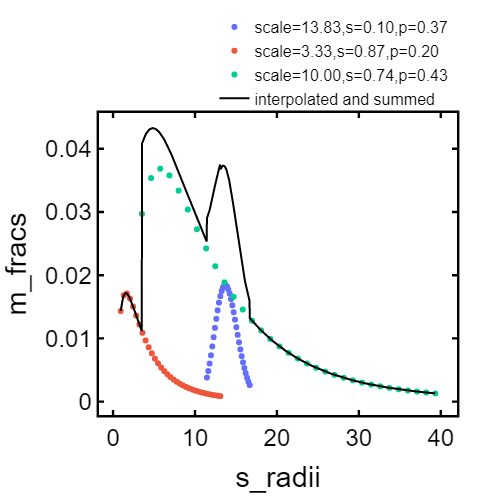 scale=13.83,s=0.10,p=0.37
scale=3.33,s=0.87,p=0.20
scale=10.00,s=0.74,p=0.43
interpolated and summed
0.04
0.03
0.02
0.01
0
m_fracs
0 10 20 30 40
s_radii